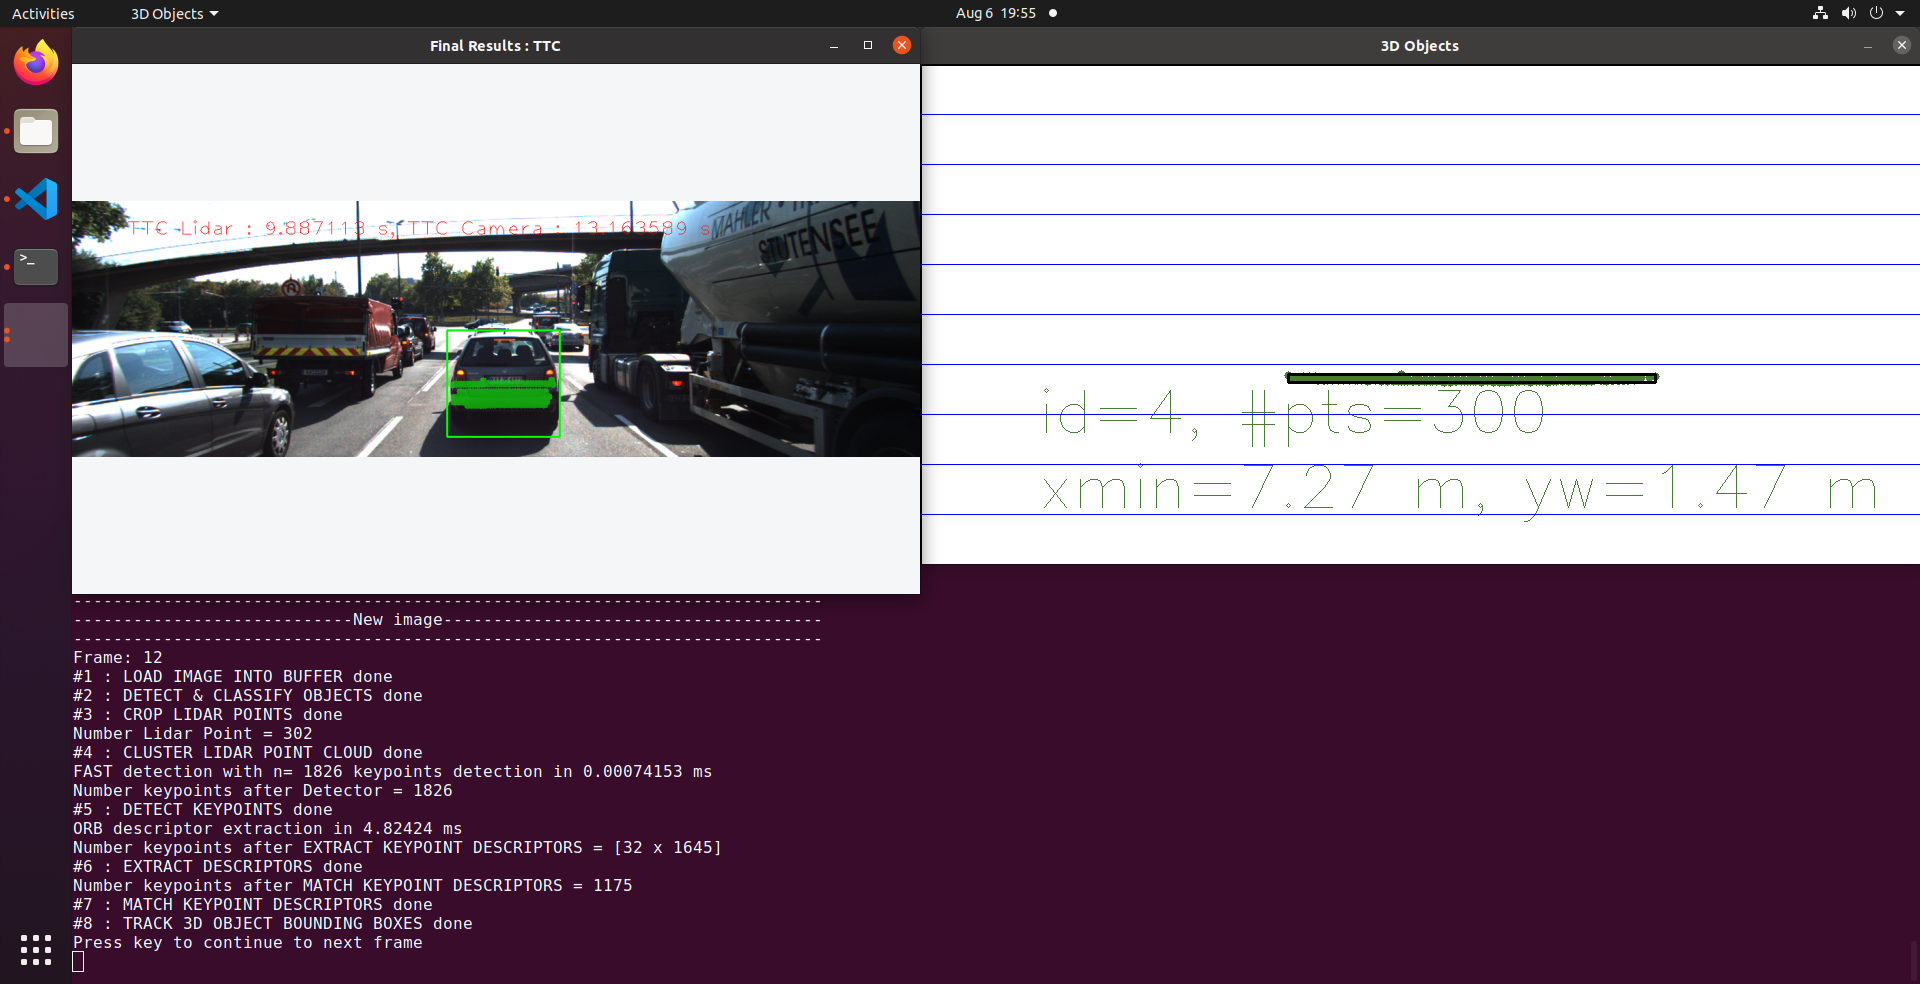 Activities
3D Objects
Aug 6 19:55
Final Results : TTC
3D Objects
TTC Lidar : 9.887113 s, TTC Camera : 13.163589 s
MAHLER
STUTENSEE
id=4, #pts=300
xmin=7.27 m, yw=1.47 m
>_
--------------------------------------------------------------------------- 
----------------------------New image--------------------------------------
---------------------------------------------------------------------------
Frame: 12
#1 : LOAD IMAGE INTO BUFFER done
#2 : DETECT & CLASSIFY OBJECTS done
#3 : CROP LIDAR POINTS done
Number Lidar Point = 302
#4 : CLUSTER LIDAR POINT CLOUD done
FAST detection with n= 1826 keypoints detection in 0.00074153 ms
Number keypoints after Detector = 1826
#5 : DETECT KEYPOINTS done
ORB descriptor extraction in 4.82424 ms
Number keypoints after EXTRACT KEYPOINT DESCRIPTORS = [32 x 1645]
#6 : EXTRACT DESCRIPTORS done
Number keypoints after MATCH KEYPOINT DESCRIPTORS = 1175
#7 : MATCH KEYPOINT DESCRIPTORS done
#8 : TRACK 3D OBJECT BOUNDING BOXES done
Press key to continue to next frame